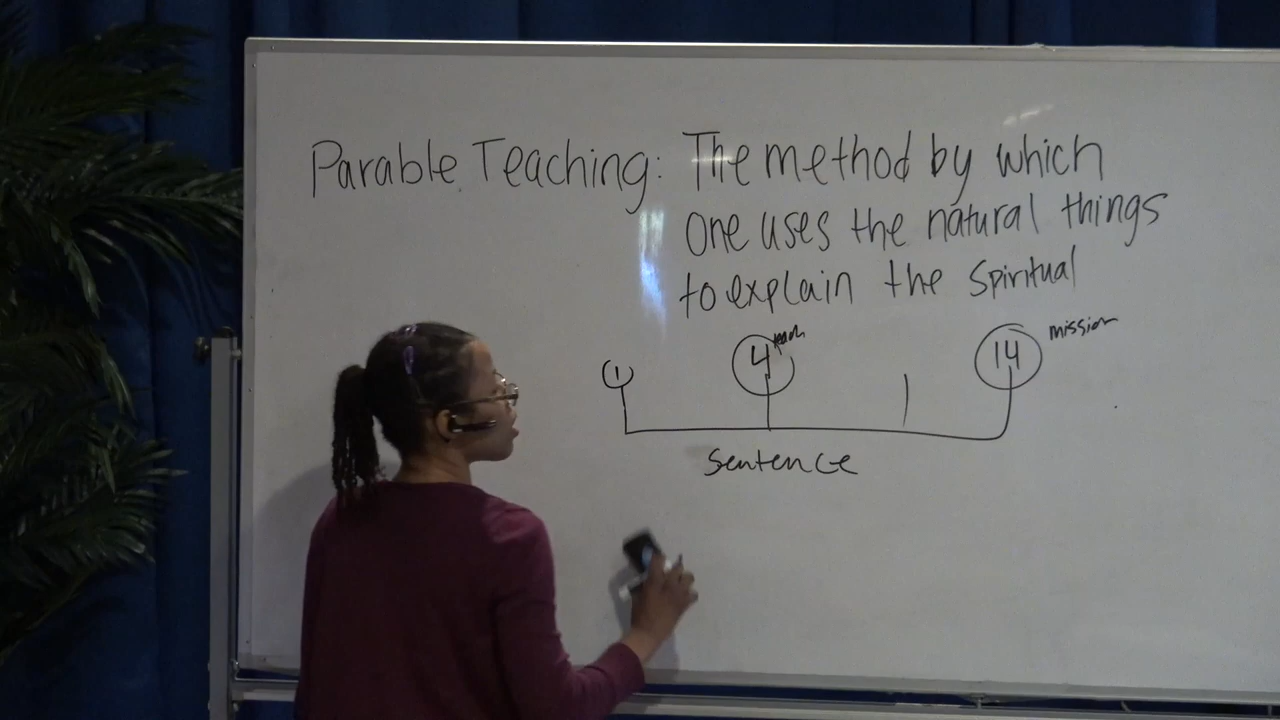 Parable Teaching: The method by which
one uses the natural things
to explain the Spiritual
1 4 14 mission
Sentence